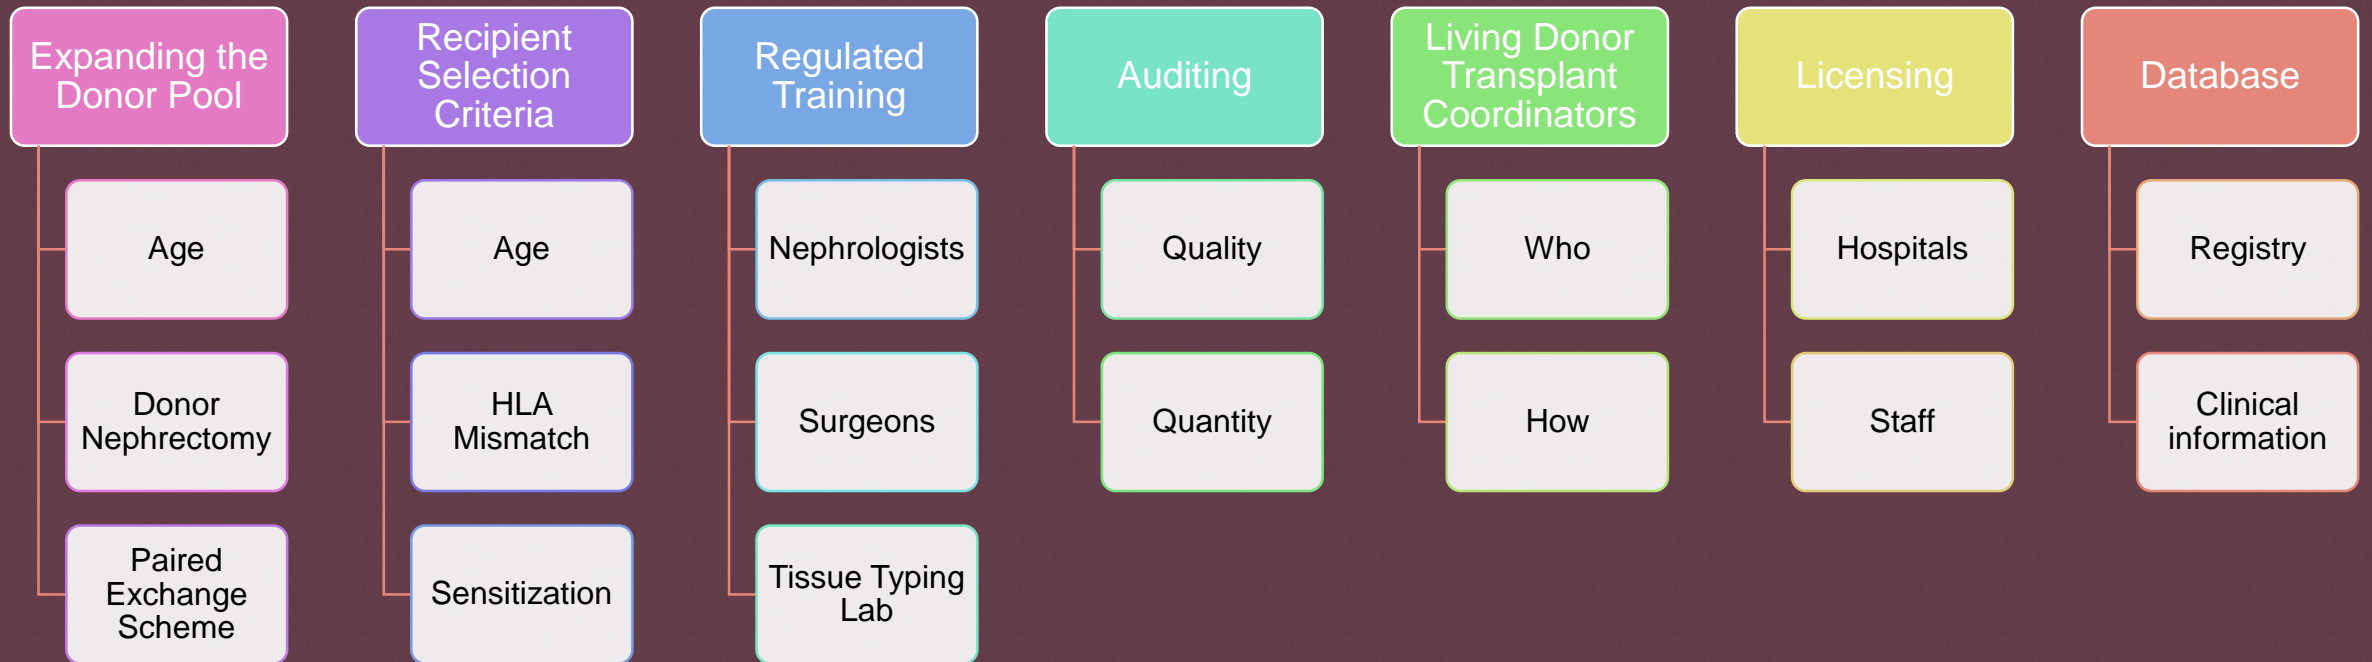 Expanding the
Donor Pool
Age
Donor
Nephrectomy
Paired
Exchange
Scheme
Recipient
Selection
Criteria
Age
HLA
Mismatch
Sensitization
Regulated
Training
Nephrologists
Surgeons
Tissue Typing
Lab
Auditing
Quality
Quantity
Living Donor
Transplant
Coordinators
Who
How
Licensing
Hospitals
Staff
Database
Registry
Clinical
information